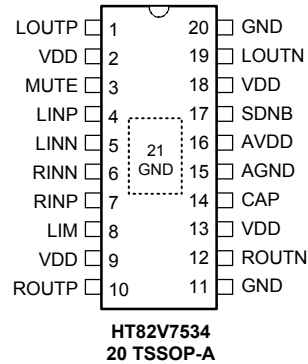 LOUTP 1 20 GND
VDD 2 19 LOUTN
MUTE 3 18 VDD
LINP 4 17 SDNB
LINN 5 16 AVDD
RINN 6 15 AGND
RINP 7 14 CAP
LIM 8 13 VDD
VDD 9 12 ROUTN
ROUTP 10 11 GND
21
GND
HT82V7534
20 TSSOP-A